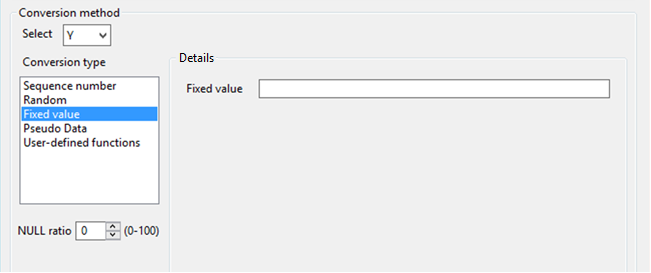 Conversion method
Select Y
Conversion type
Sequence number
Random
Fixed value
Pseudo Data
User-defined functions
NULL ratio 0 (0-100)
Details
Fixed value